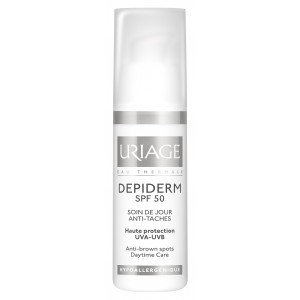 URIAGE
EAU THERMALE
DEPIDERM
SPF 50
SOIN DE JOUR
ANTI-TACHES
Haute protection
UVA-UVB
Anti-brown spots
Daytime Care
HYPOALLERGÉNIQUE